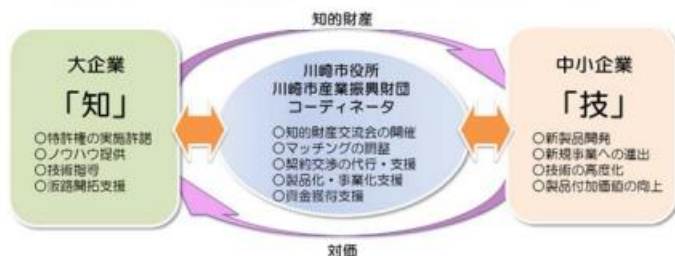 知的財産
大企業
「知」
○特許権の実施許諾
○ノウハウ提供
○技術指導
○販路開拓支援
川崎市役所
川崎市産業振興財団
コーディネータ
○知的財産交流会の開催
○マッチングの調整
○契約交渉の代行・支援
○製品化・事業化支援
○資金獲得支援
中小企業
「技」
○新製品開発
○新規事業への進出
○技術の高度化
○製品付加価値の向上
対価